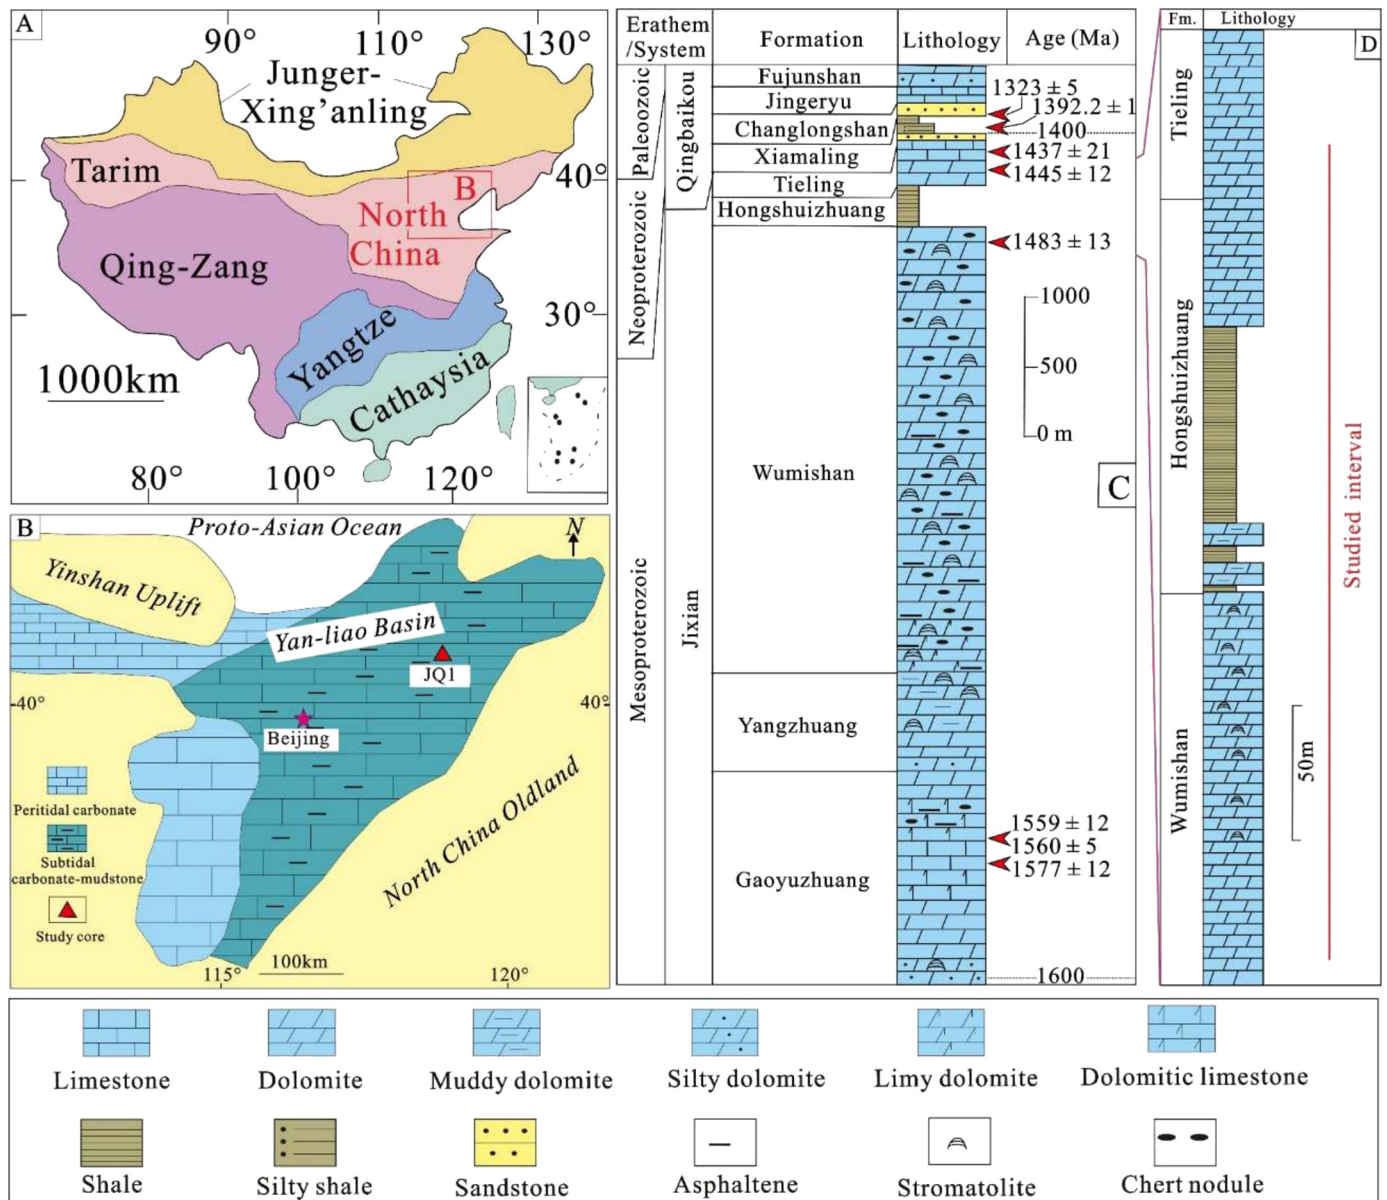 A
90°
110°
130°
Junger-
Xing’anling
Tarim
40°
B
North
China
Qing-Zang
30°
Yangtze
1000km
Cathaysia
80°
100°
120°
B
Proto-Asian Ocean
N
Yinshan Uplift
Yan-liao Basin
JQ1
40°
40°
Beijing
Peritidal carbonate
Subtidal
carbonate-mudstone
Study core
North China Oldland
115°
100km
120°
Erathem
/System
Formation
Lithology
Age (Ma)
Paleoozoic
Neoproterozoic
Mesoproterozoic
Qingbaikou
Jixian
Fujunshan
Jingeryu
Changlongshan
Xiamaling
Tieling
Hongshuizhuang
Wumishan
Yangzhuang
Gaoyuzhuang
1323 ± 5
1392.2 ± 1
1400
1437 ± 21
1445 ± 12
1483 ± 13
1000
500
0 m
C
1559 ± 12
1560 ± 5
1577 ± 12
1600
Fm.
Lithology
D
Tieling
Hongshuizhuang
Wumishan
Studied interval
50m
Limestone
Dolomite
Muddy dolomite
Silty dolomite
Limy dolomite
Dolomitic limestone
Shale
Silty shale
Sandstone
Asphaltene
Stromatolite
Chert nodule